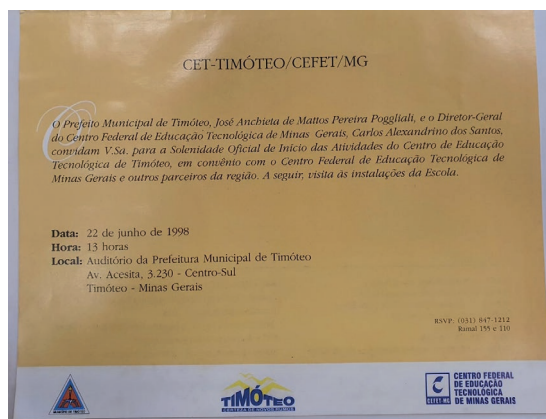 CET-TIMÓTEO/CEFET/MG
O Prefeito Municipal de Timóteo, José Anchieta de Mattos Pereira Poggliali, e o Diretor-Geral
do Centro Federal de Educação Tecnológica de Minas Gerais, Carlos Alexandrino dos Santos,
convidam V.Sa. para a Solenidade Oficial de Início das Atividades do Centro de Educação
Tecnológica de Timóteo, em convênio com o Centro Federal de Educação Tecnológica de
Minas Gerais e outros parceiros da região. A seguir, visita às instalações da Escola.
Data: 22 de junho de 1998
Hora: 13 horas
Local: Auditório da Prefeitura Municipal de Timóteo
Av. Acesita, 3.230 - Centro-Sul
Timóteo - Minas Gerais
RSVP: (031) 847-1212
Ramal 155 e 110
TIMÓTEO
CERTEZA DE NOVOS RUMOS
CEFET-MG
CENTRO FEDERAL
DE EDUCAÇÃO
TECNOLÓGICA
DE MINAS GERAIS